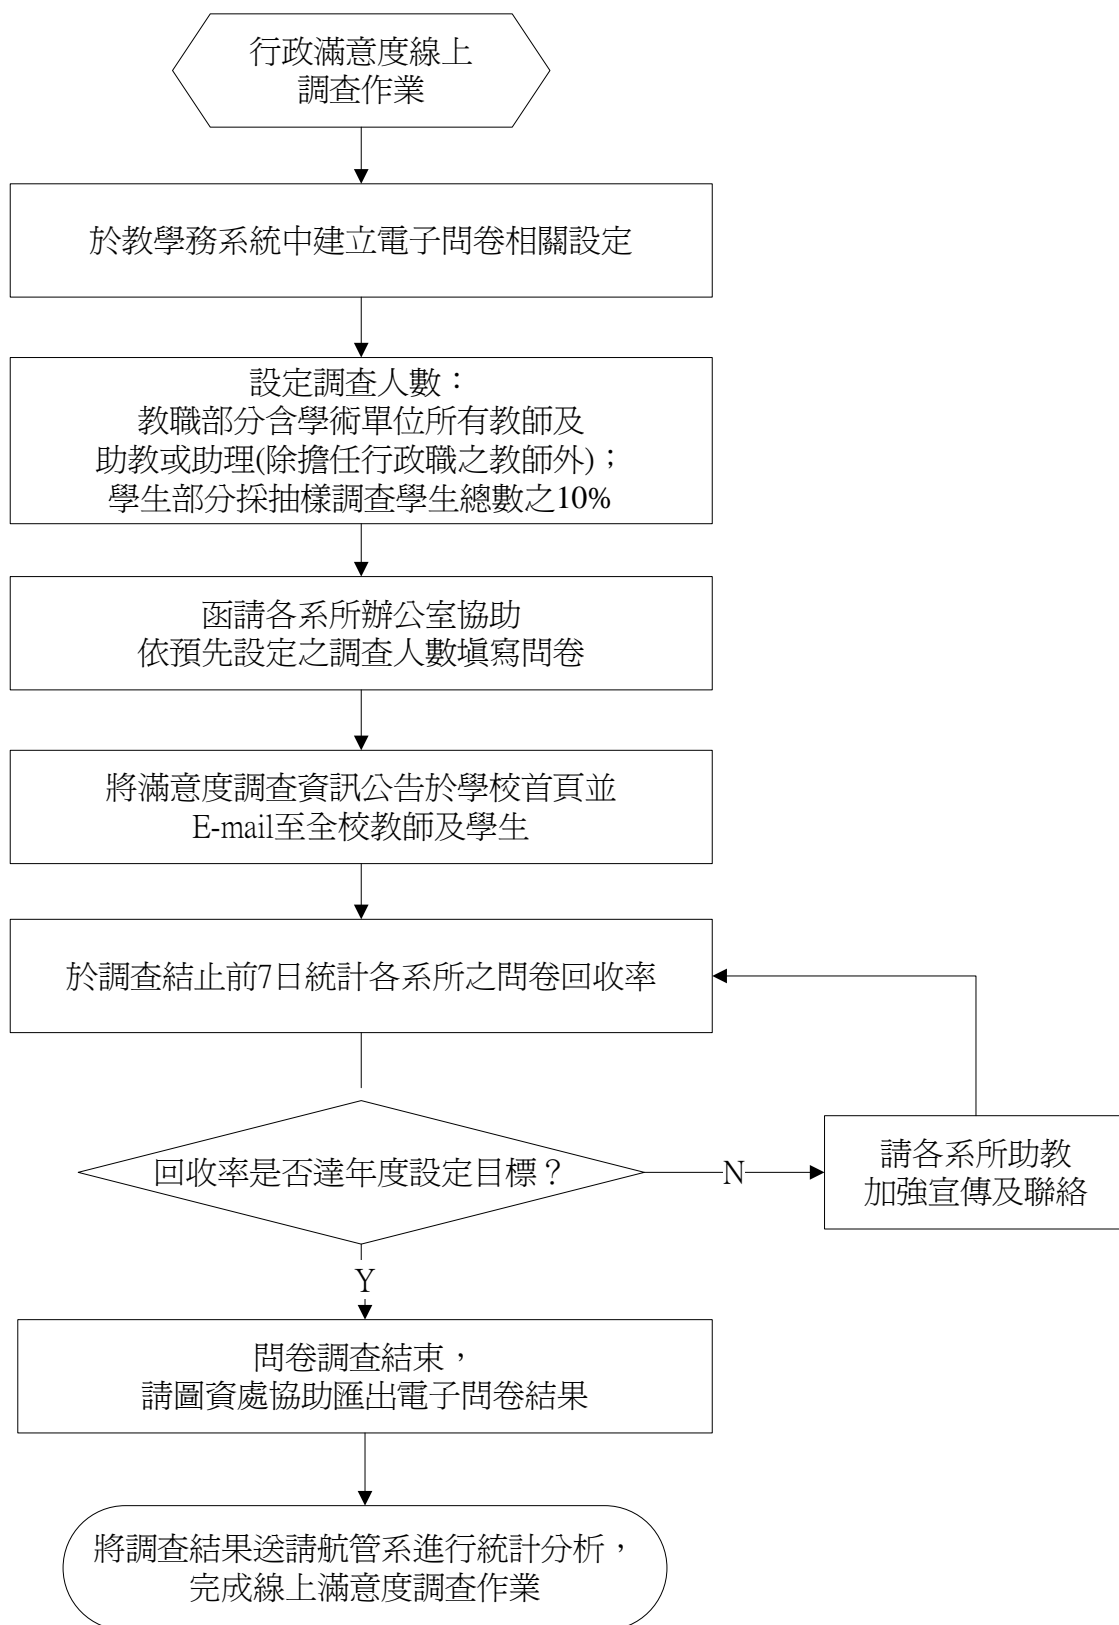 行政滿意度線上
調查作業
於教學務系統中建立電子問卷相關設定
設定調查人數：
教職部分含學術單位所有教師及
助教或助理(除擔任行政職之教師外)；
學生部分採抽樣調查學生總數之10%
函請各系所辦公室協助
依預先設定之調查人數填寫問卷
將滿意度調查資訊公告於學校首頁並
E-mail至全校教師及學生
於調查結止前7日統計各系所之問卷回收率
回收率是否達年度設定目標？
N
請各系所助教
加強宣傳及聯絡
Y
問卷調查結束，
請圖資處協助匯出電子問卷結果
將調查結果送請航管系進行統計分析，
完成線上滿意度調查作業